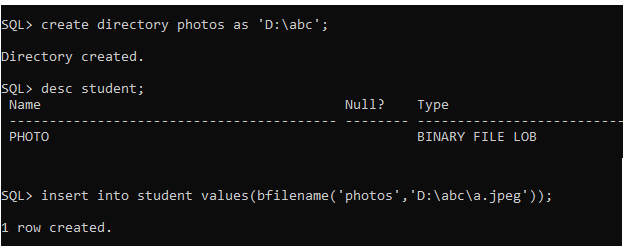 SQL> create directory photos as 'D:\abc';
Directory created.
SQL> desc student;
Name Null? Type
----------------------------------------- -------- --------------------------
PHOTO BINARY FILE LOB
SQL> insert into student values(bfilename('photos','D:\abc\a.jpeg'));
1 row created.